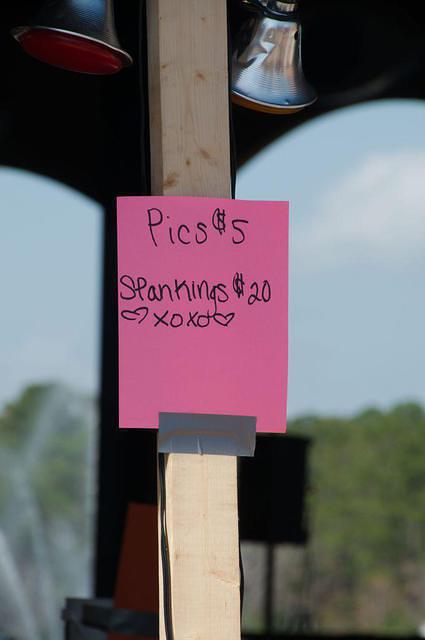 Pics $5
Spankings $20
♡ xoxo ♡